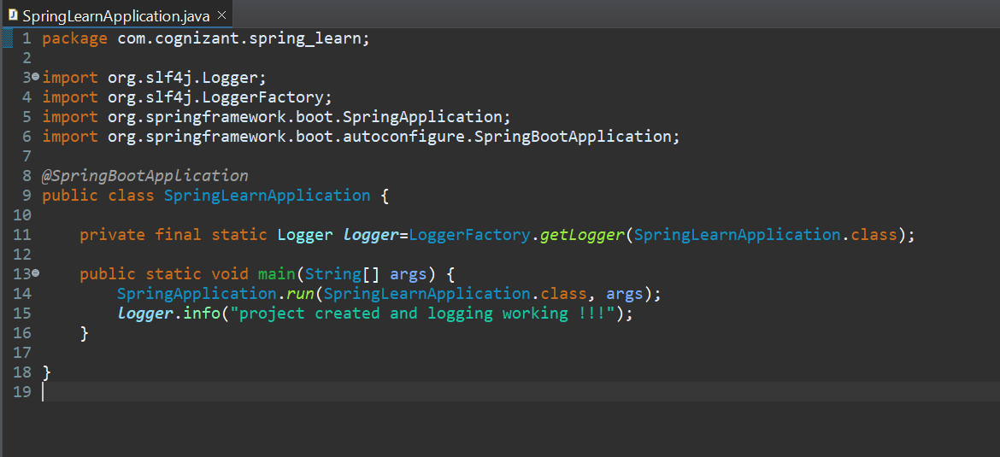 SpringLearnApplication.java ×
1 package com.cognizant.spring_learn;
2
3 import org.slf4j.Logger;
4 import org.slf4j.LoggerFactory;
5 import org.springframework.boot.SpringApplication;
6 import org.springframework.boot.autoconfigure.SpringBootApplication;
7
8 @SpringBootApplication
9 public class SpringLearnApplication {
10
11     private final static Logger logger=LoggerFactory.getLogger(SpringLearnApplication.class);
12
13     public static void main(String[] args) {
14         SpringApplication.run(SpringLearnApplication.class, args);
15         logger.info("project created and logging working !!!");
16     }
17
18 }
19